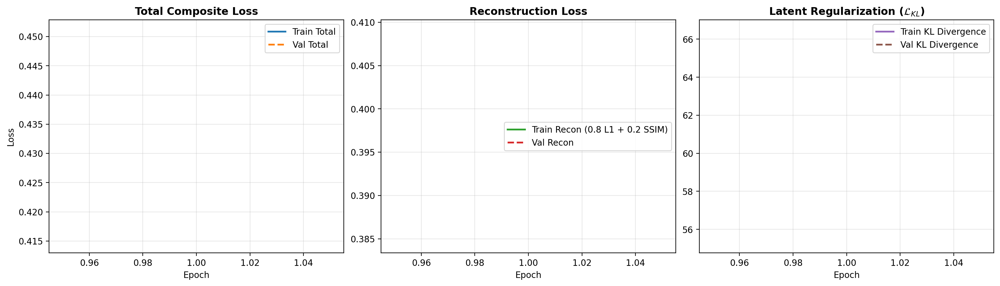 Total Composite Loss
Train Total
Val Total
0.450
0.445
0.440
0.435
0.430
0.425
0.420
0.415
Loss
0.96 0.98 1.00 1.02 1.04
Epoch
Reconstruction Loss
0.410
0.405
0.400
Train Recon (0.8 L1 + 0.2 SSIM)
Val Recon
0.395
0.390
0.385
0.96 0.98 1.00 1.02 1.04
Epoch
Latent Regularization (ℒ_KL)
Train KL Divergence
Val KL Divergence
66
64
62
60
58
56
0.96 0.98 1.00 1.02 1.04
Epoch